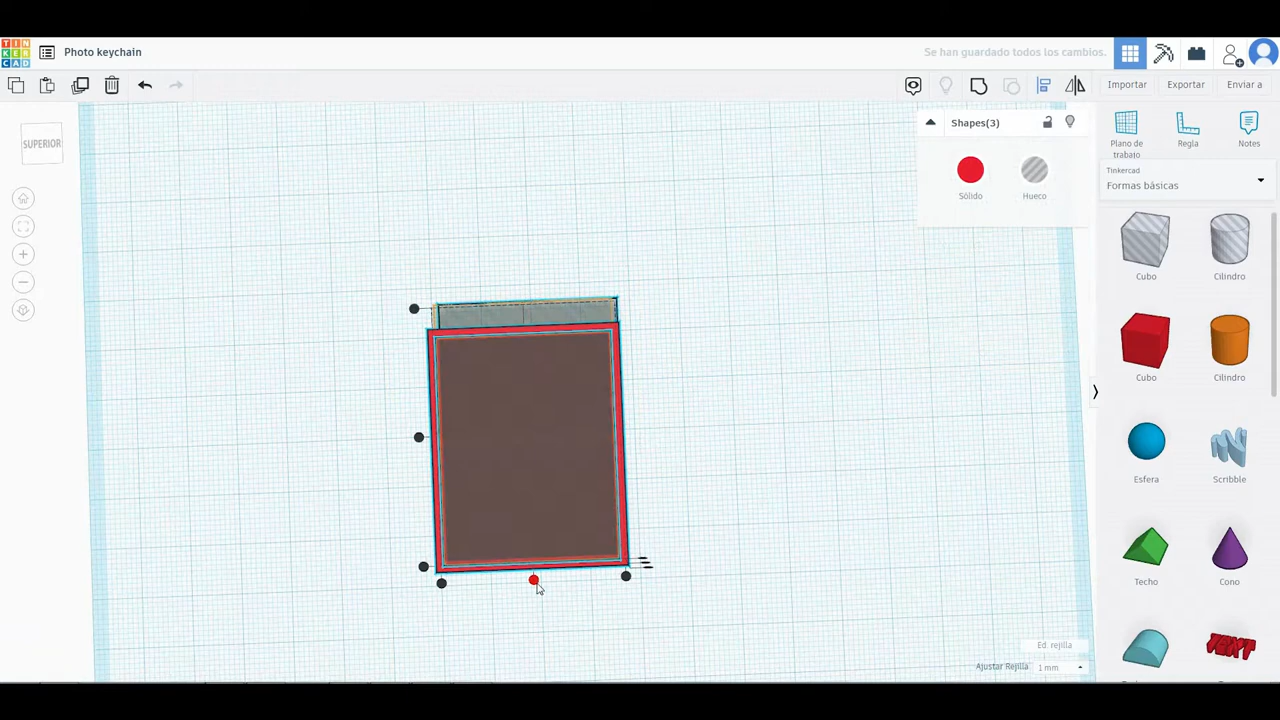 TIN
KER
CAD
Photo keychain
Se han guardado todos los cambios.
Importar
Exportar
Enviar a
SUPERIOR
Shapes(3)
Sólido
Hueco
Plano de
trabajo
Regla
Notes
Tinkercad
Formas básicas
Cubo
Cilindro
Cubo
Cilindro
Esfera
Scribble
Techo
Cono
TEXT
Ed. rejilla
Ajustar Rejilla
1 mm